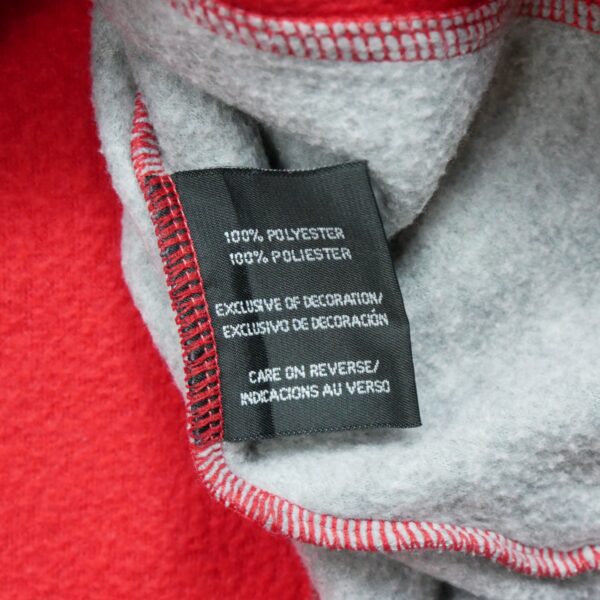 100% POLYESTER
100% POLIESTER
EXCLUSIVE OF DECORATION/
EXCLUSIVO DE DECORACIÓN
CARE ON REVERSE/
INDICACIONS AU VERSO